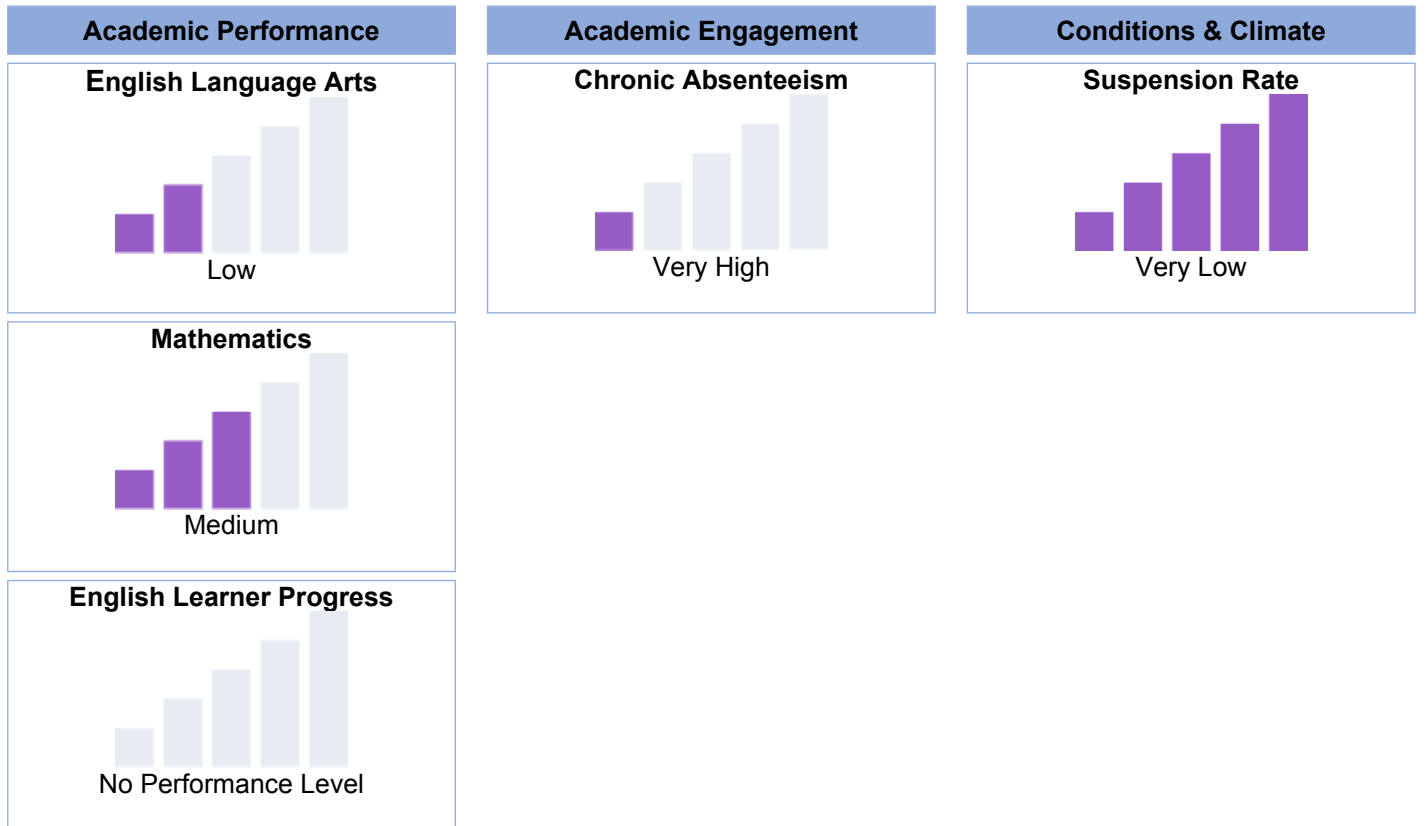 Academic Performance
English Language Arts
Low
Mathematics
Medium
English Learner Progress
No Performance Level
Academic Engagement
Chronic Absenteeism
Very High
Conditions & Climate
Suspension Rate
Very Low